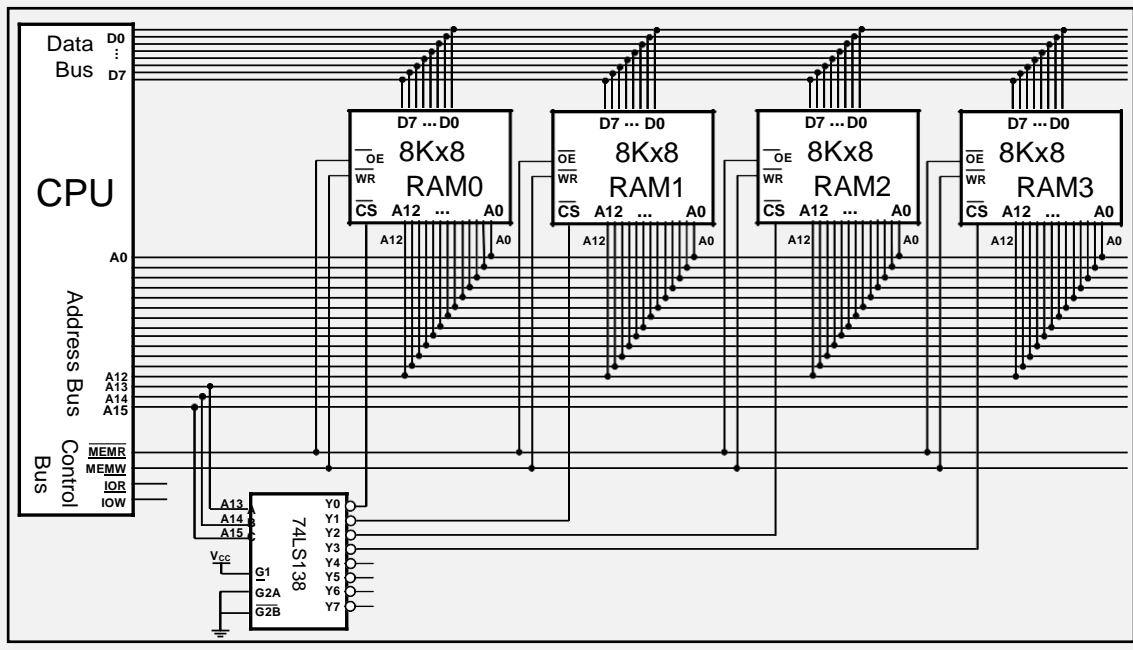 Data D0
⋮
Bus D7
CPU
A0
Address Bus
A12
A13
A14
A15
Control Bus
MEMR
MEMW
IOR
IOW
D7 ... D0
OE 8Kx8
WR RAM0
CS A12 ... A0
A12 A0
D7 ... D0
OE 8Kx8
WR RAM1
CS A12 ... A0
A12 A0
D7 ... D0
OE 8Kx8
WR RAM2
CS A12 ... A0
A12 A0
D7 ... D0
OE 8Kx8
WR RAM3
CS A12 ... A0
A12 A0
A13 A
A14 B
A15 C
VCC
G1
G2A
G2B
74LS138
Y0
Y1
Y2
Y3
Y4
Y5
Y6
Y7